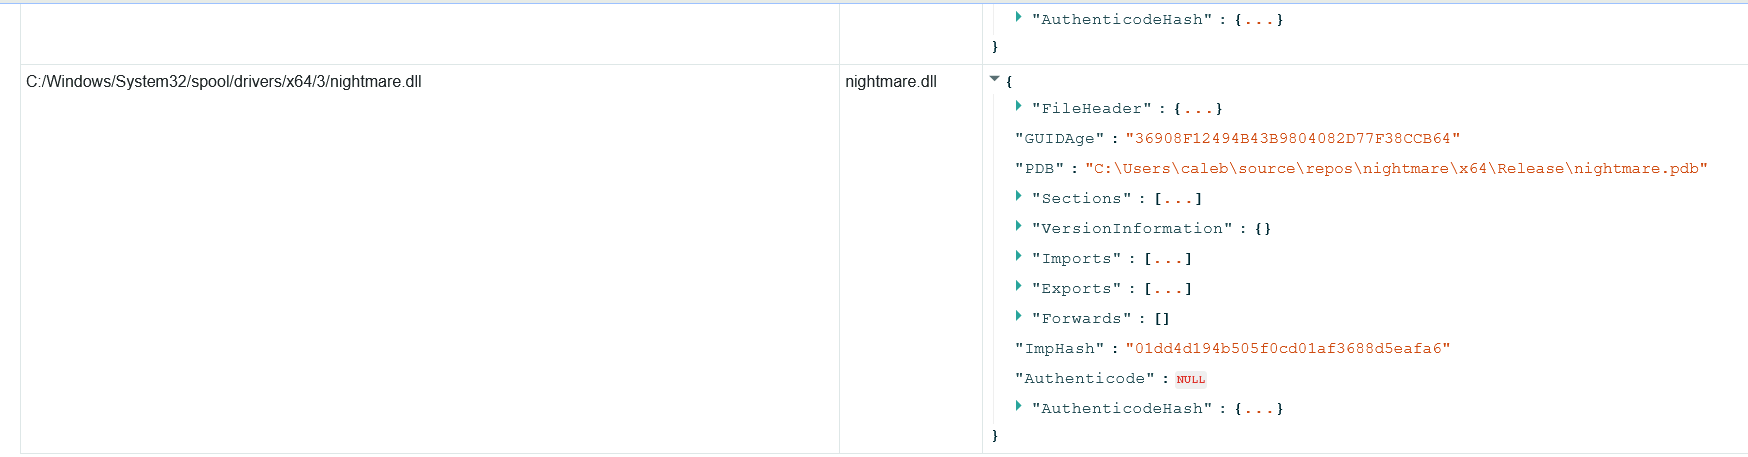 "AuthenticodeHash" : {...}
}
C:/Windows/System32/spool/drivers/x64/3/nightmare.dll nightmare.dll {
"FileHeader" : {...}
"GUIDAge" : "36908F12494B43B9804082D77F38CCB64"
"PDB" : "C:\Users\caleb\source\repos\nightmare\x64\Release\nightmare.pdb"
"Sections" : [...]
"VersionInformation" : {}
"Imports" : [...]
"Exports" : [...]
"Forwards" : []
"ImpHash" : "01dd4d194b505f0cd01af3688d5eafa6"
"Authenticode" : NULL
"AuthenticodeHash" : {...}
}